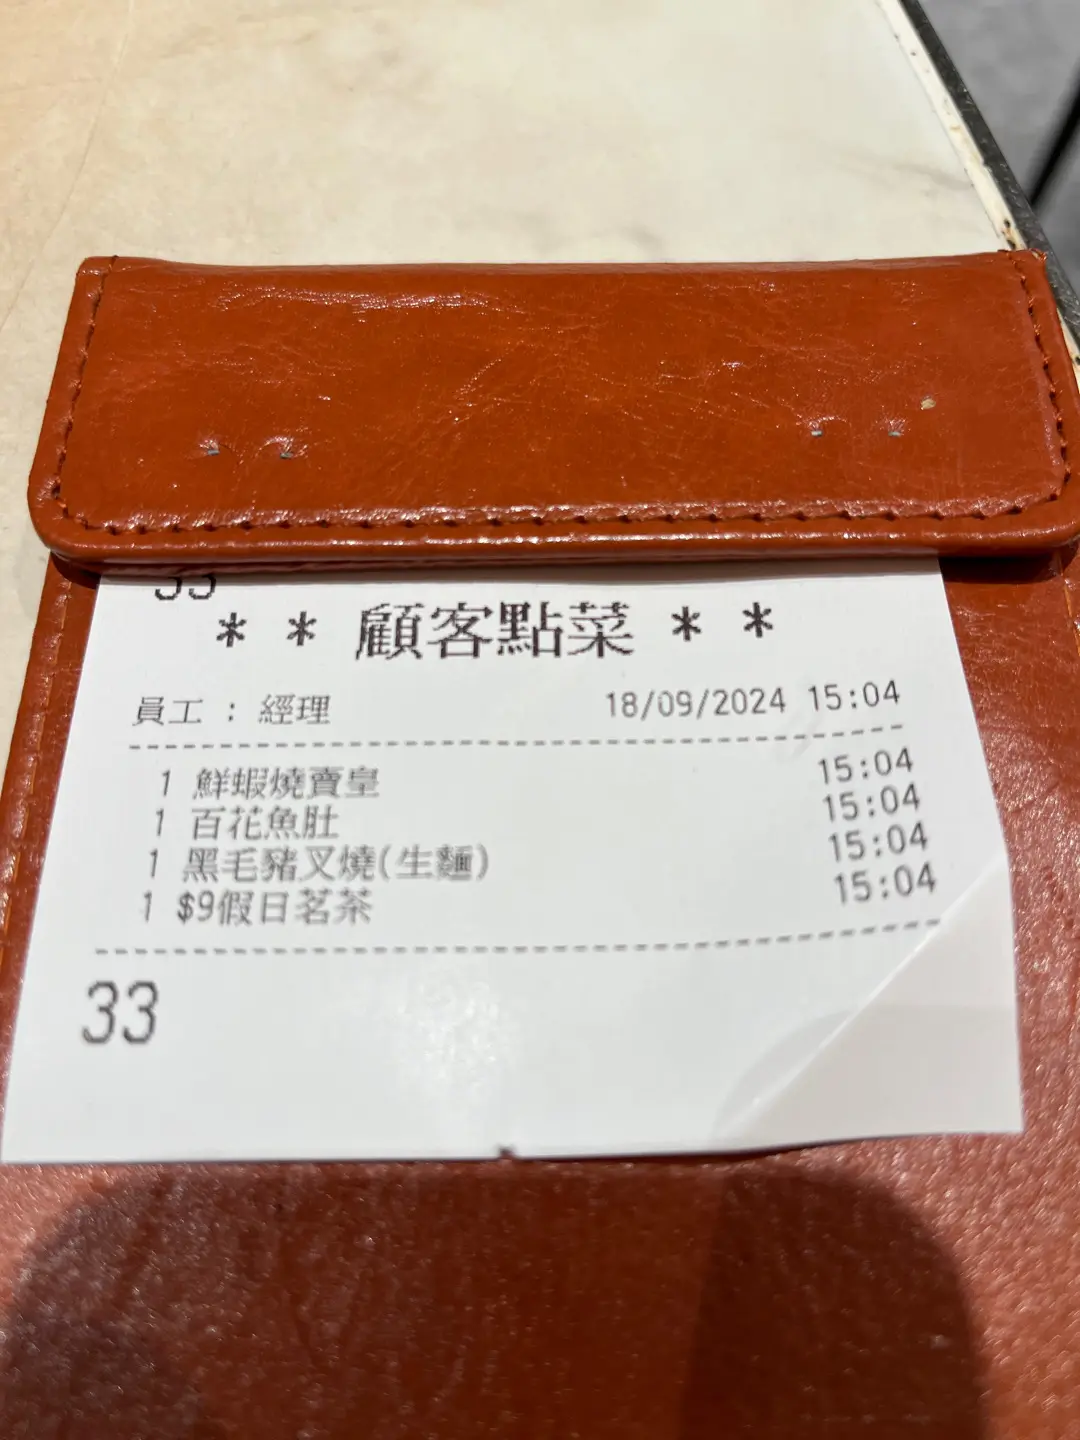 33
* * 顧客點菜 * *
員工 : 經理 18/09/2024 15:04
1 鮮蝦燒賣皇 15:04
1 百花魚肚 15:04
1 黑毛豬叉燒(生麵) 15:04
1 $9假日茗茶 15:04
33